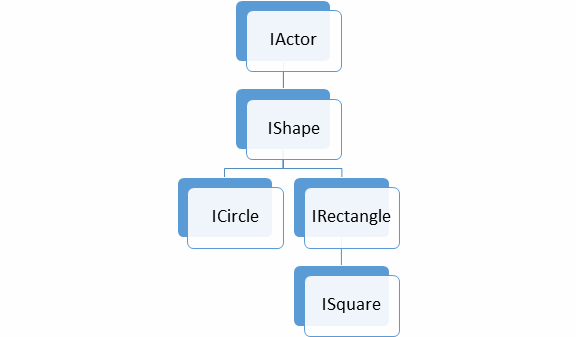 IActor
IShape
ICircle
IRectangle
ISquare